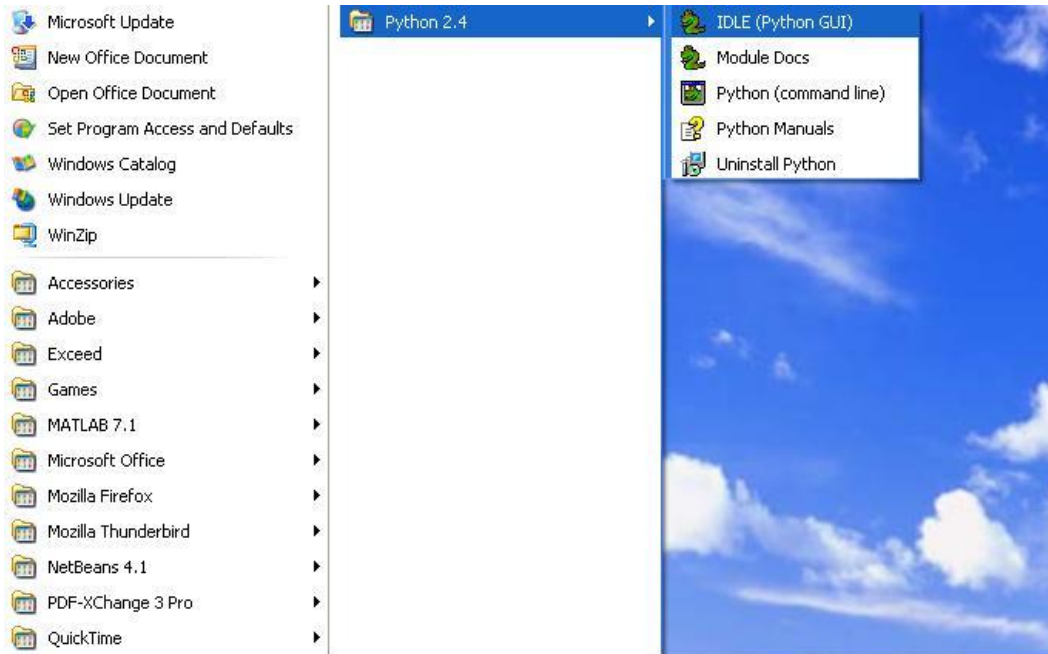 Microsoft Update
New Office Document
Open Office Document
Set Program Access and Defaults
Windows Catalog
Windows Update
WinZip
Accessories
Adobe
Exceed
Games
MATLAB 7.1
Microsoft Office
Mozilla Firefox
Mozilla Thunderbird
NetBeans 4.1
PDF-XChange 3 Pro
QuickTime
Python 2.4
IDLE (Python GUI)
Module Docs
Python (command line)
Python Manuals
Uninstall Python